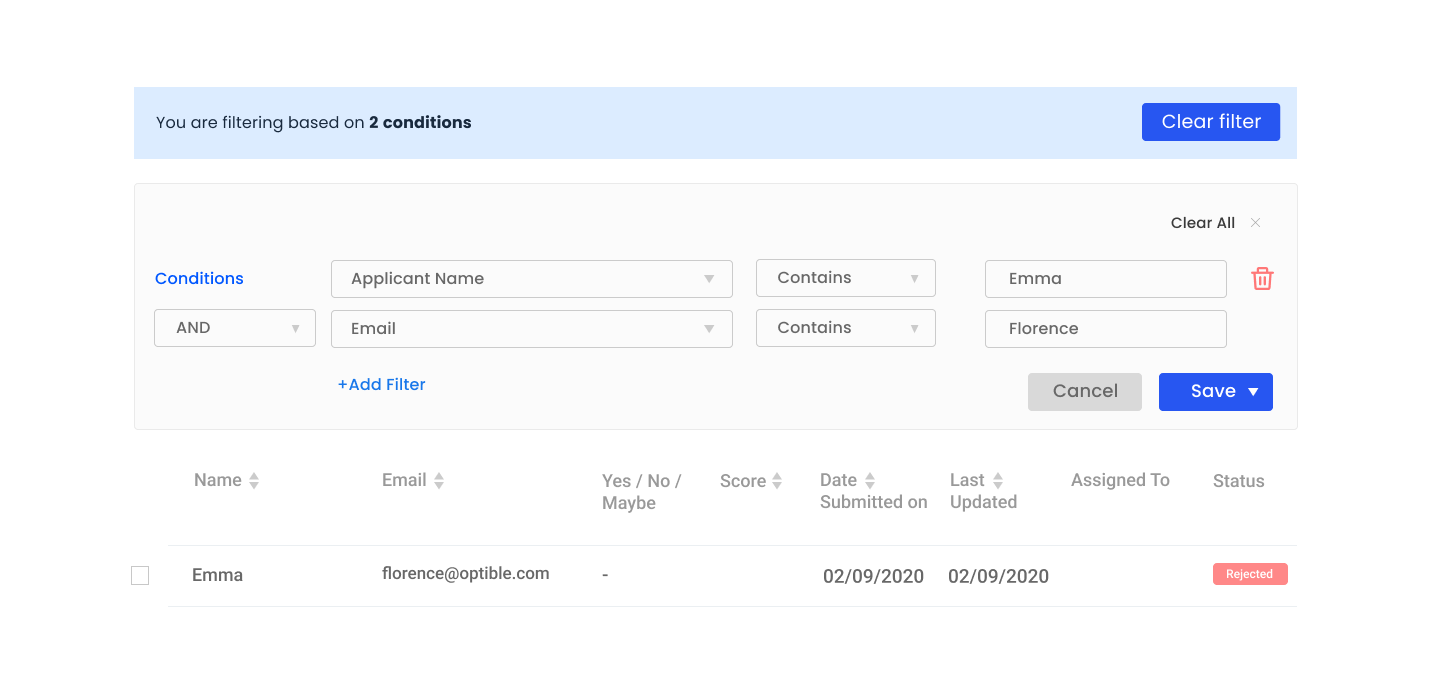 You are filtering based on 2 conditions
Clear filter
Clear All
Conditions
Applicant Name
Contains
Emma
AND
Email
Contains
Florence
+Add Filter
Cancel
Save
Name
Email
Yes / No /
Maybe
Score
Date
Submitted on
Last
Updated
Assigned To
Status
Emma
florence@optible.com
-
02/09/2020
02/09/2020
Rejected